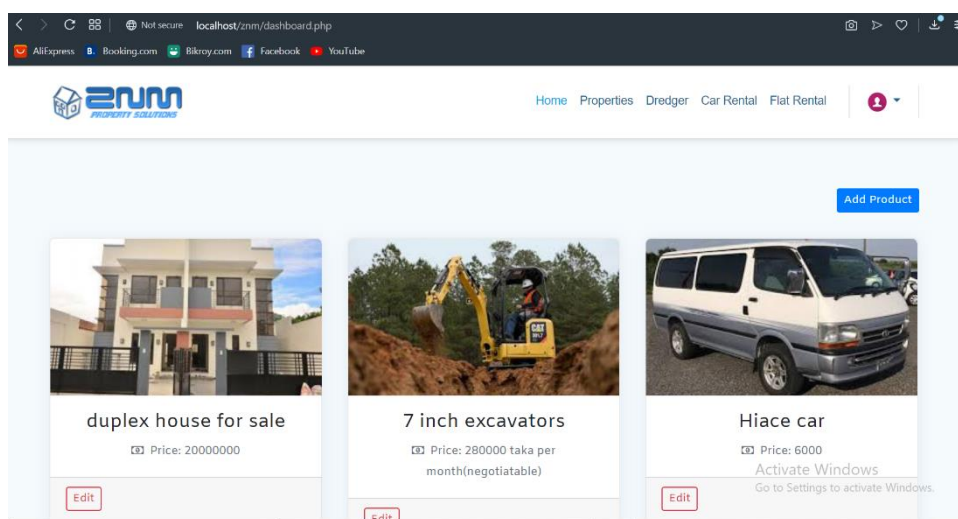 Not secure localhost/znm/dashboard.php
AliExpress B. Booking.com Bikroy.com Facebook YouTube
ZNM
PROPERTY SOLUTIONS
Home Properties Dredger Car Rental Flat Rental
Add Product
CAT
duplex house for sale
Price: 20000000
Edit
7 inch excavators
Price: 280000 taka per
month(negotiatable)
Edit
Hiace car
Price: 6000
Edit
Activate Windows
Go to Settings to activate Windows.